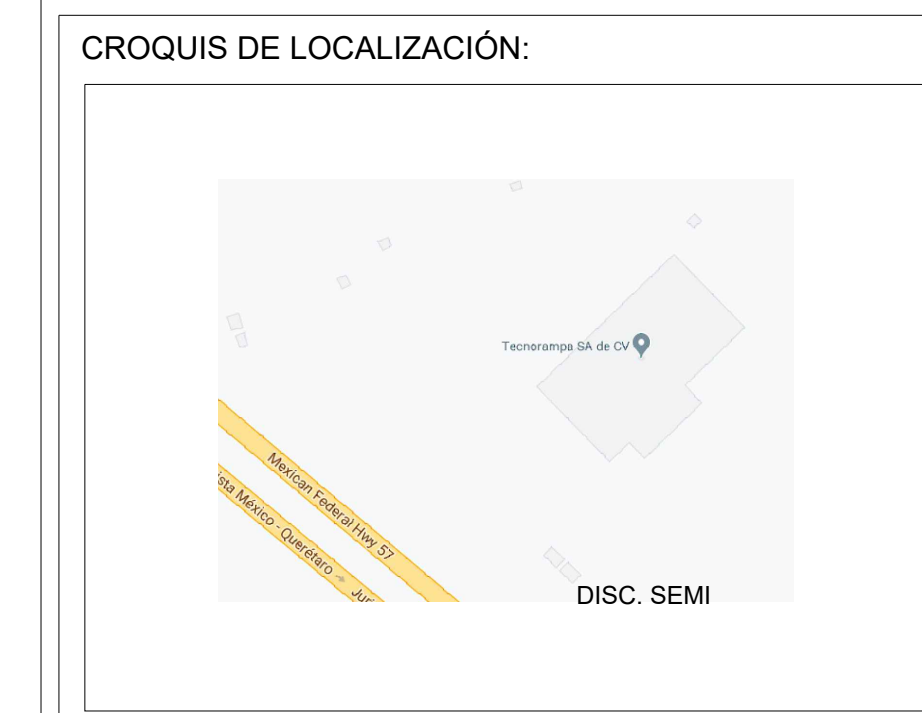 CROQUIS DE LOCALIZACIÓN:
Tecnorampa SA de CV
Mexican Federal Hwy 57
ista México - Querétaro
DISC. SEMI